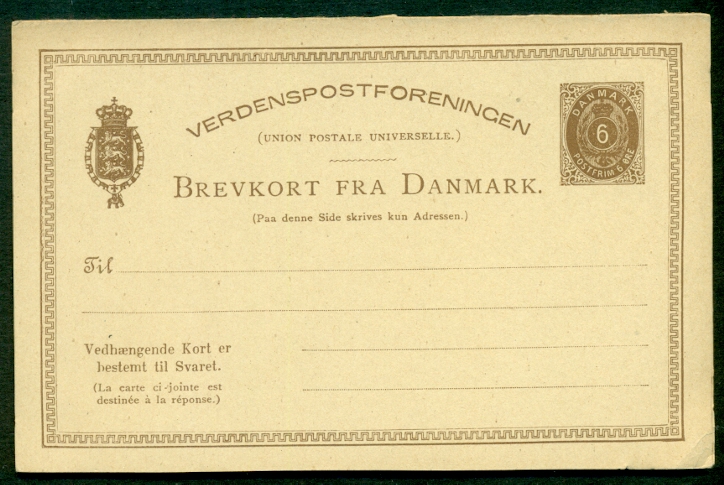 VERDENSPOSTFORENINGEN
(UNION POSTALE UNIVERSELLE.)
DANMARK
6
POSTFRIM 6 ØRE
BREVKORT FRA DANMARK.
(Paa denne Side skrives kun Adressen.)
Til
Vedhængende Kort er
bestemt til Svaret.
(La carte ci-jointe est
destinée à la réponse.)